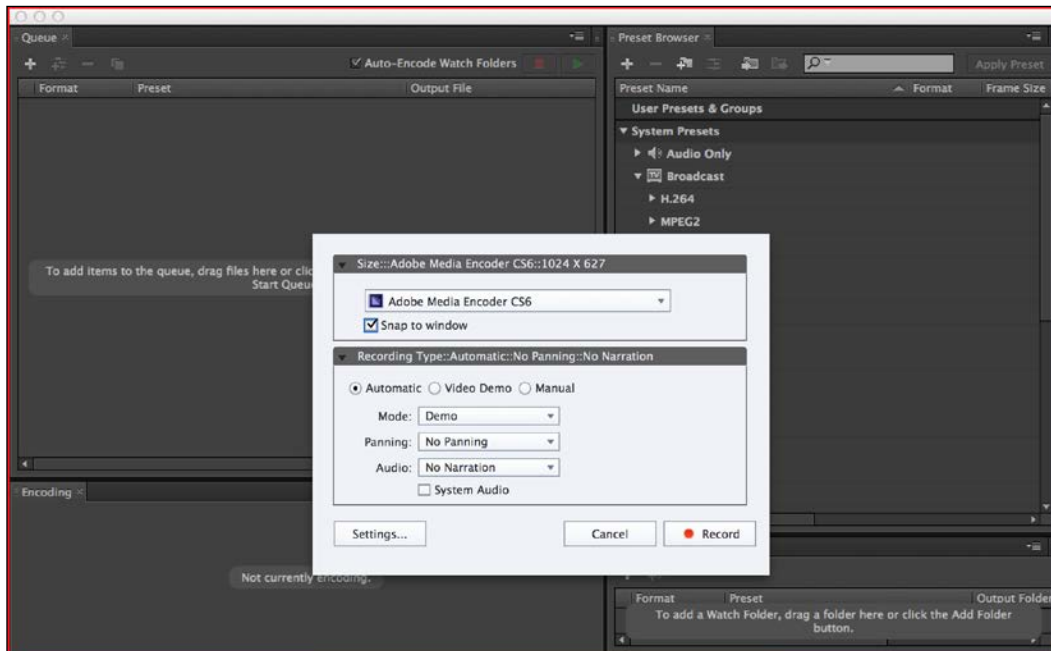 Queue
Preset Browser
Auto-Encode Watch Folders
Apply Preset
Format Preset Output File
Preset Name Format Frame Size
User Presets & Groups
System Presets
Audio Only
TV Broadcast
H.264
MPEG2
To add items to the queue, drag files here or clic
Start Queu
Size:::Adobe Media Encoder CS6::1024 X 627
Adobe Media Encoder CS6
Snap to window
Recording Type::Automatic::No Panning::No Narration
Automatic Video Demo Manual
Mode: Demo
Panning: No Panning
Audio: No Narration
System Audio
Settings... Cancel Record
Encoding
Not currently encoding.
Format Preset Output Folder
To add a Watch Folder, drag a folder here or click the Add Folder
button.